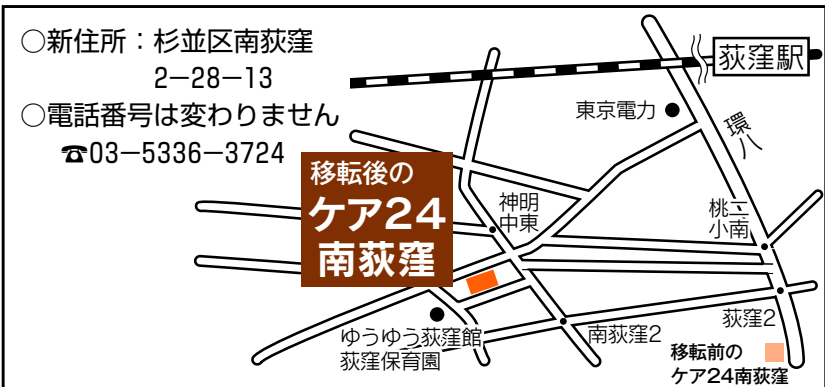 ○新住所：杉並区南荻窪
2−28−13
○電話番号は変わりません
☎03−5336−3724
荻窪駅
東京電力
環八
移転後の
ケア24
南荻窪
神明
中東
桃二
小南
荻窪2
南荻窪2
ゆうゆう荻窪館
荻窪保育園
移転前の
ケア24南荻窪